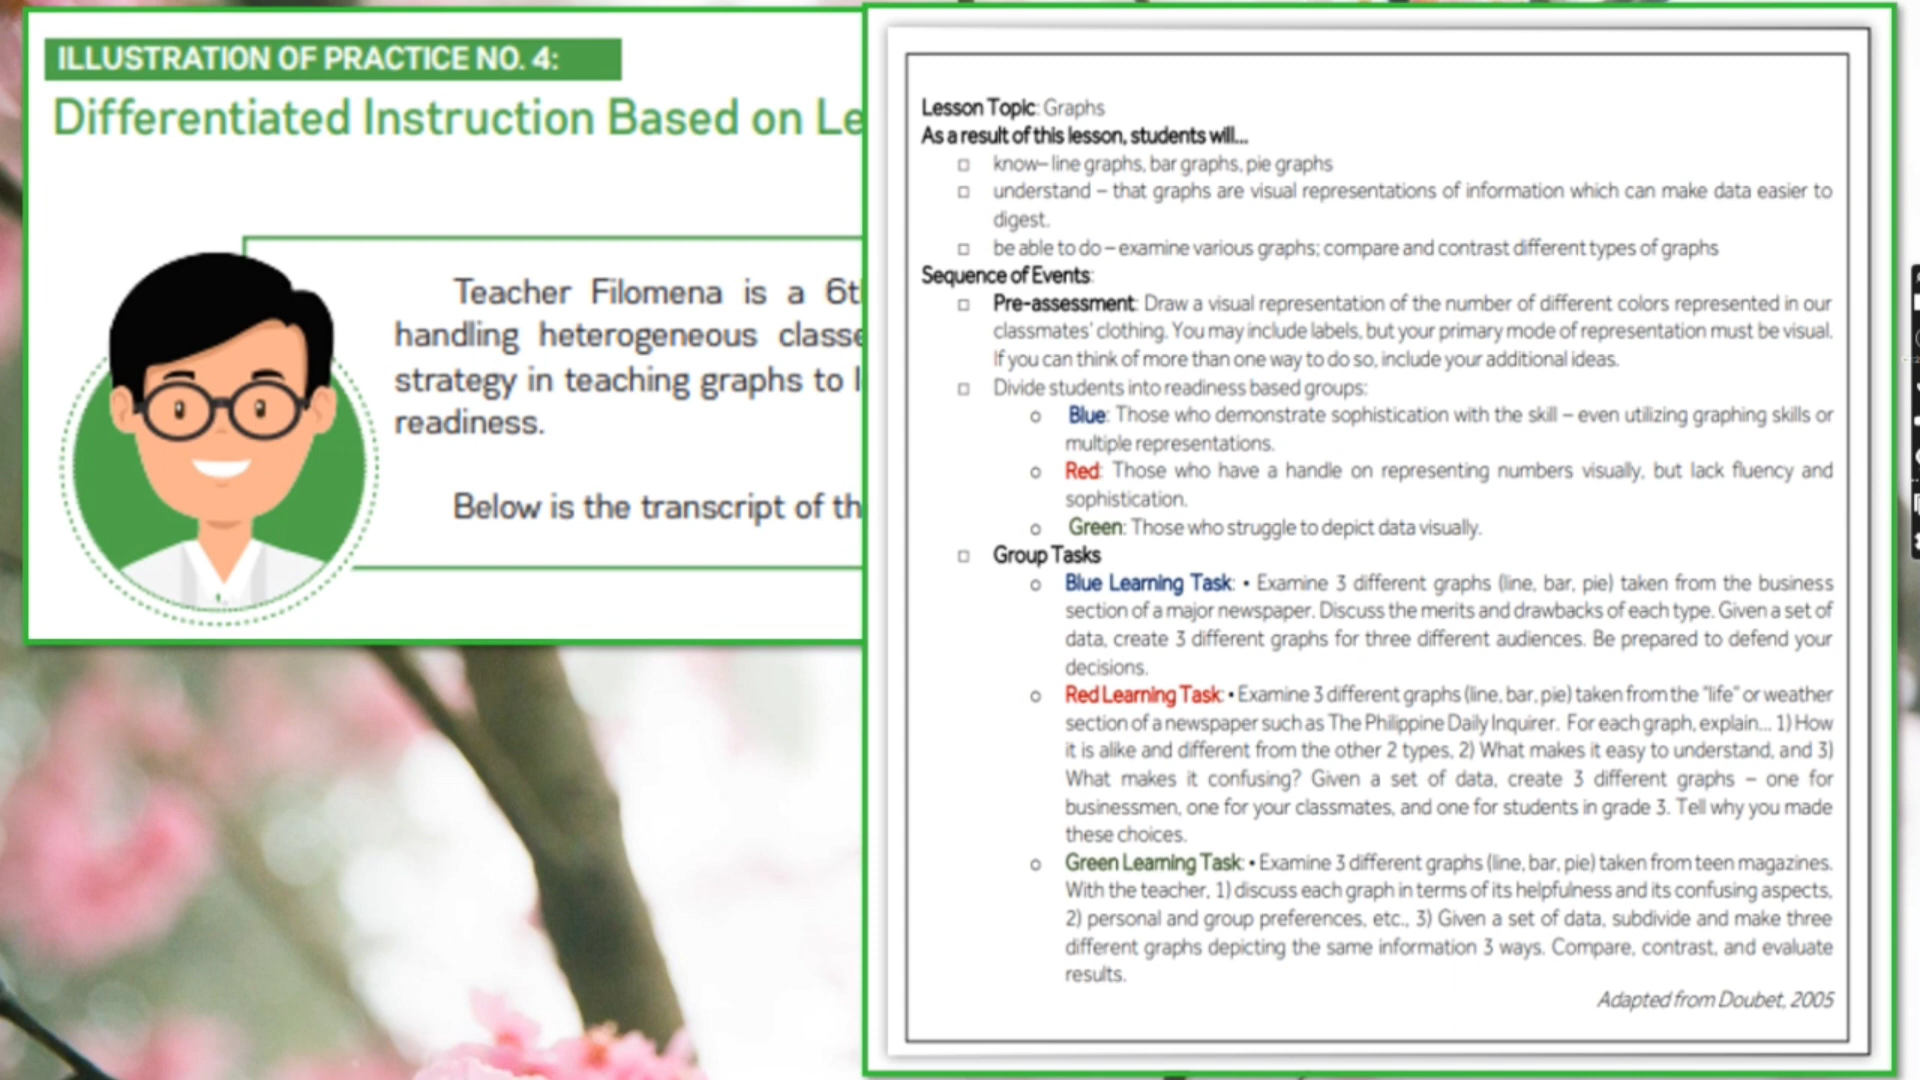 ILLUSTRATION OF PRACTICE NO. 4:
Differentiated Instruction Based on Le
Teacher Filomena is a 6t
handling heterogeneous classe
strategy in teaching graphs to l
readiness.
Below is the transcript of th
Lesson Topic: Graphs
As a result of this lesson, students will...
know– line graphs, bar graphs, pie graphs
understand – that graphs are visual representations of information which can make data easier to
digest.
be able to do – examine various graphs; compare and contrast different types of graphs
Sequence of Events:
Pre-assessment: Draw a visual representation of the number of different colors represented in our
classmates' clothing. You may include labels, but your primary mode of representation must be visual.
If you can think of more than one way to do so, include your additional ideas.
Divide students into readiness based groups:
Blue: Those who demonstrate sophistication with the skill – even utilizing graphing skills or
multiple representations.
Red: Those who have a handle on representing numbers visually, but lack fluency and
sophistication.
Green: Those who struggle to depict data visually.
Group Tasks
Blue Learning Task: • Examine 3 different graphs (line, bar, pie) taken from the business
section of a major newspaper. Discuss the merits and drawbacks of each type. Given a set of
data, create 3 different graphs for three different audiences. Be prepared to defend your
decisions.
Red Learning Task: • Examine 3 different graphs (line, bar, pie) taken from the "life" or weather
section of a newspaper such as The Philippine Daily Inquirer. For each graph, explain... 1) How
it is alike and different from the other 2 types, 2) What makes it easy to understand, and 3)
What makes it confusing? Given a set of data, create 3 different graphs – one for
businessmen, one for your classmates, and one for students in grade 3. Tell why you made
these choices.
Green Learning Task: • Examine 3 different graphs (line, bar, pie) taken from teen magazines.
With the teacher, 1) discuss each graph in terms of its helpfulness and its confusing aspects,
2) personal and group preferences, etc., 3) Given a set of data, subdivide and make three
different graphs depicting the same information 3 ways. Compare, contrast, and evaluate
results.
Adapted from Doubet, 2005